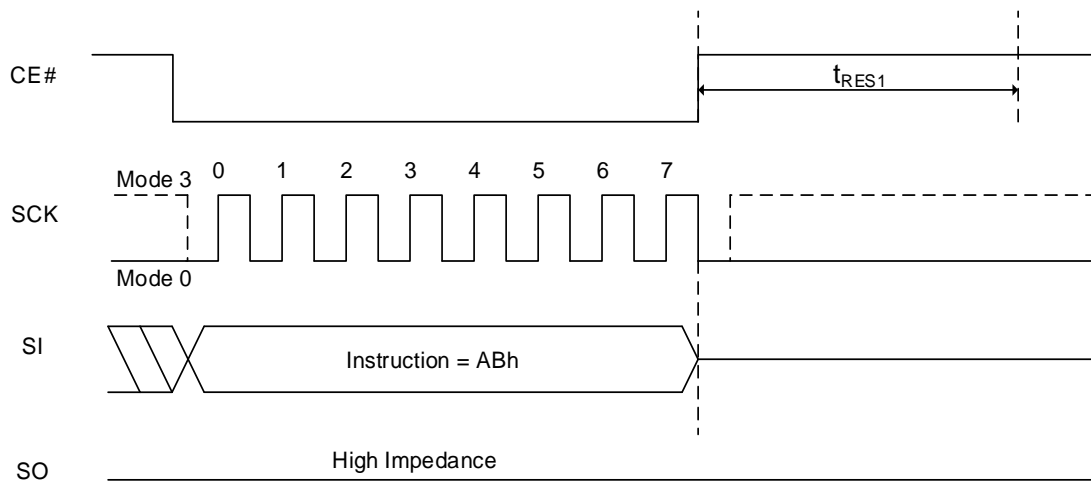 CE#
tRES1
0 1 2 3 4 5 6 7
Mode 3
SCK
Mode 0
SI
Instruction = ABh
High Impedance
SO